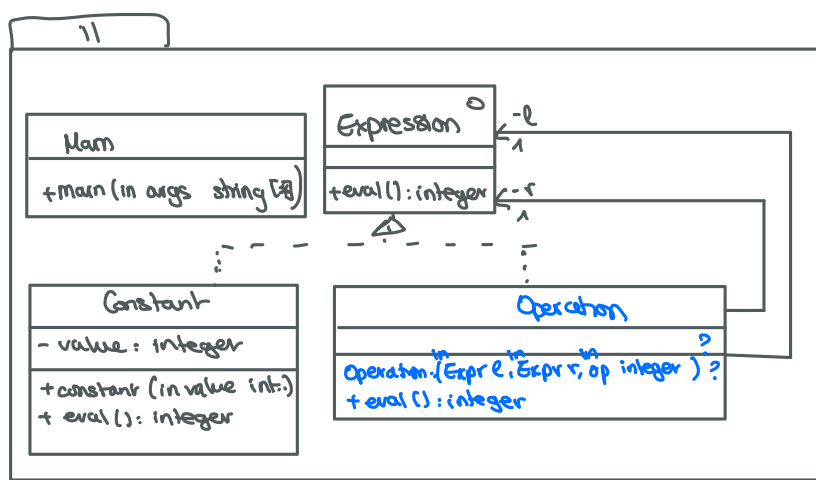 11
Main
+main(in args string[])
Expression
+eval(): integer
-l
1
-r
1
Constant
- value: integer
+ constant (in value int.)
+ eval(): integer
Operation
?
in in in
Operation (Expr l, Expr r, op integer ) ?
+ eval(): integer